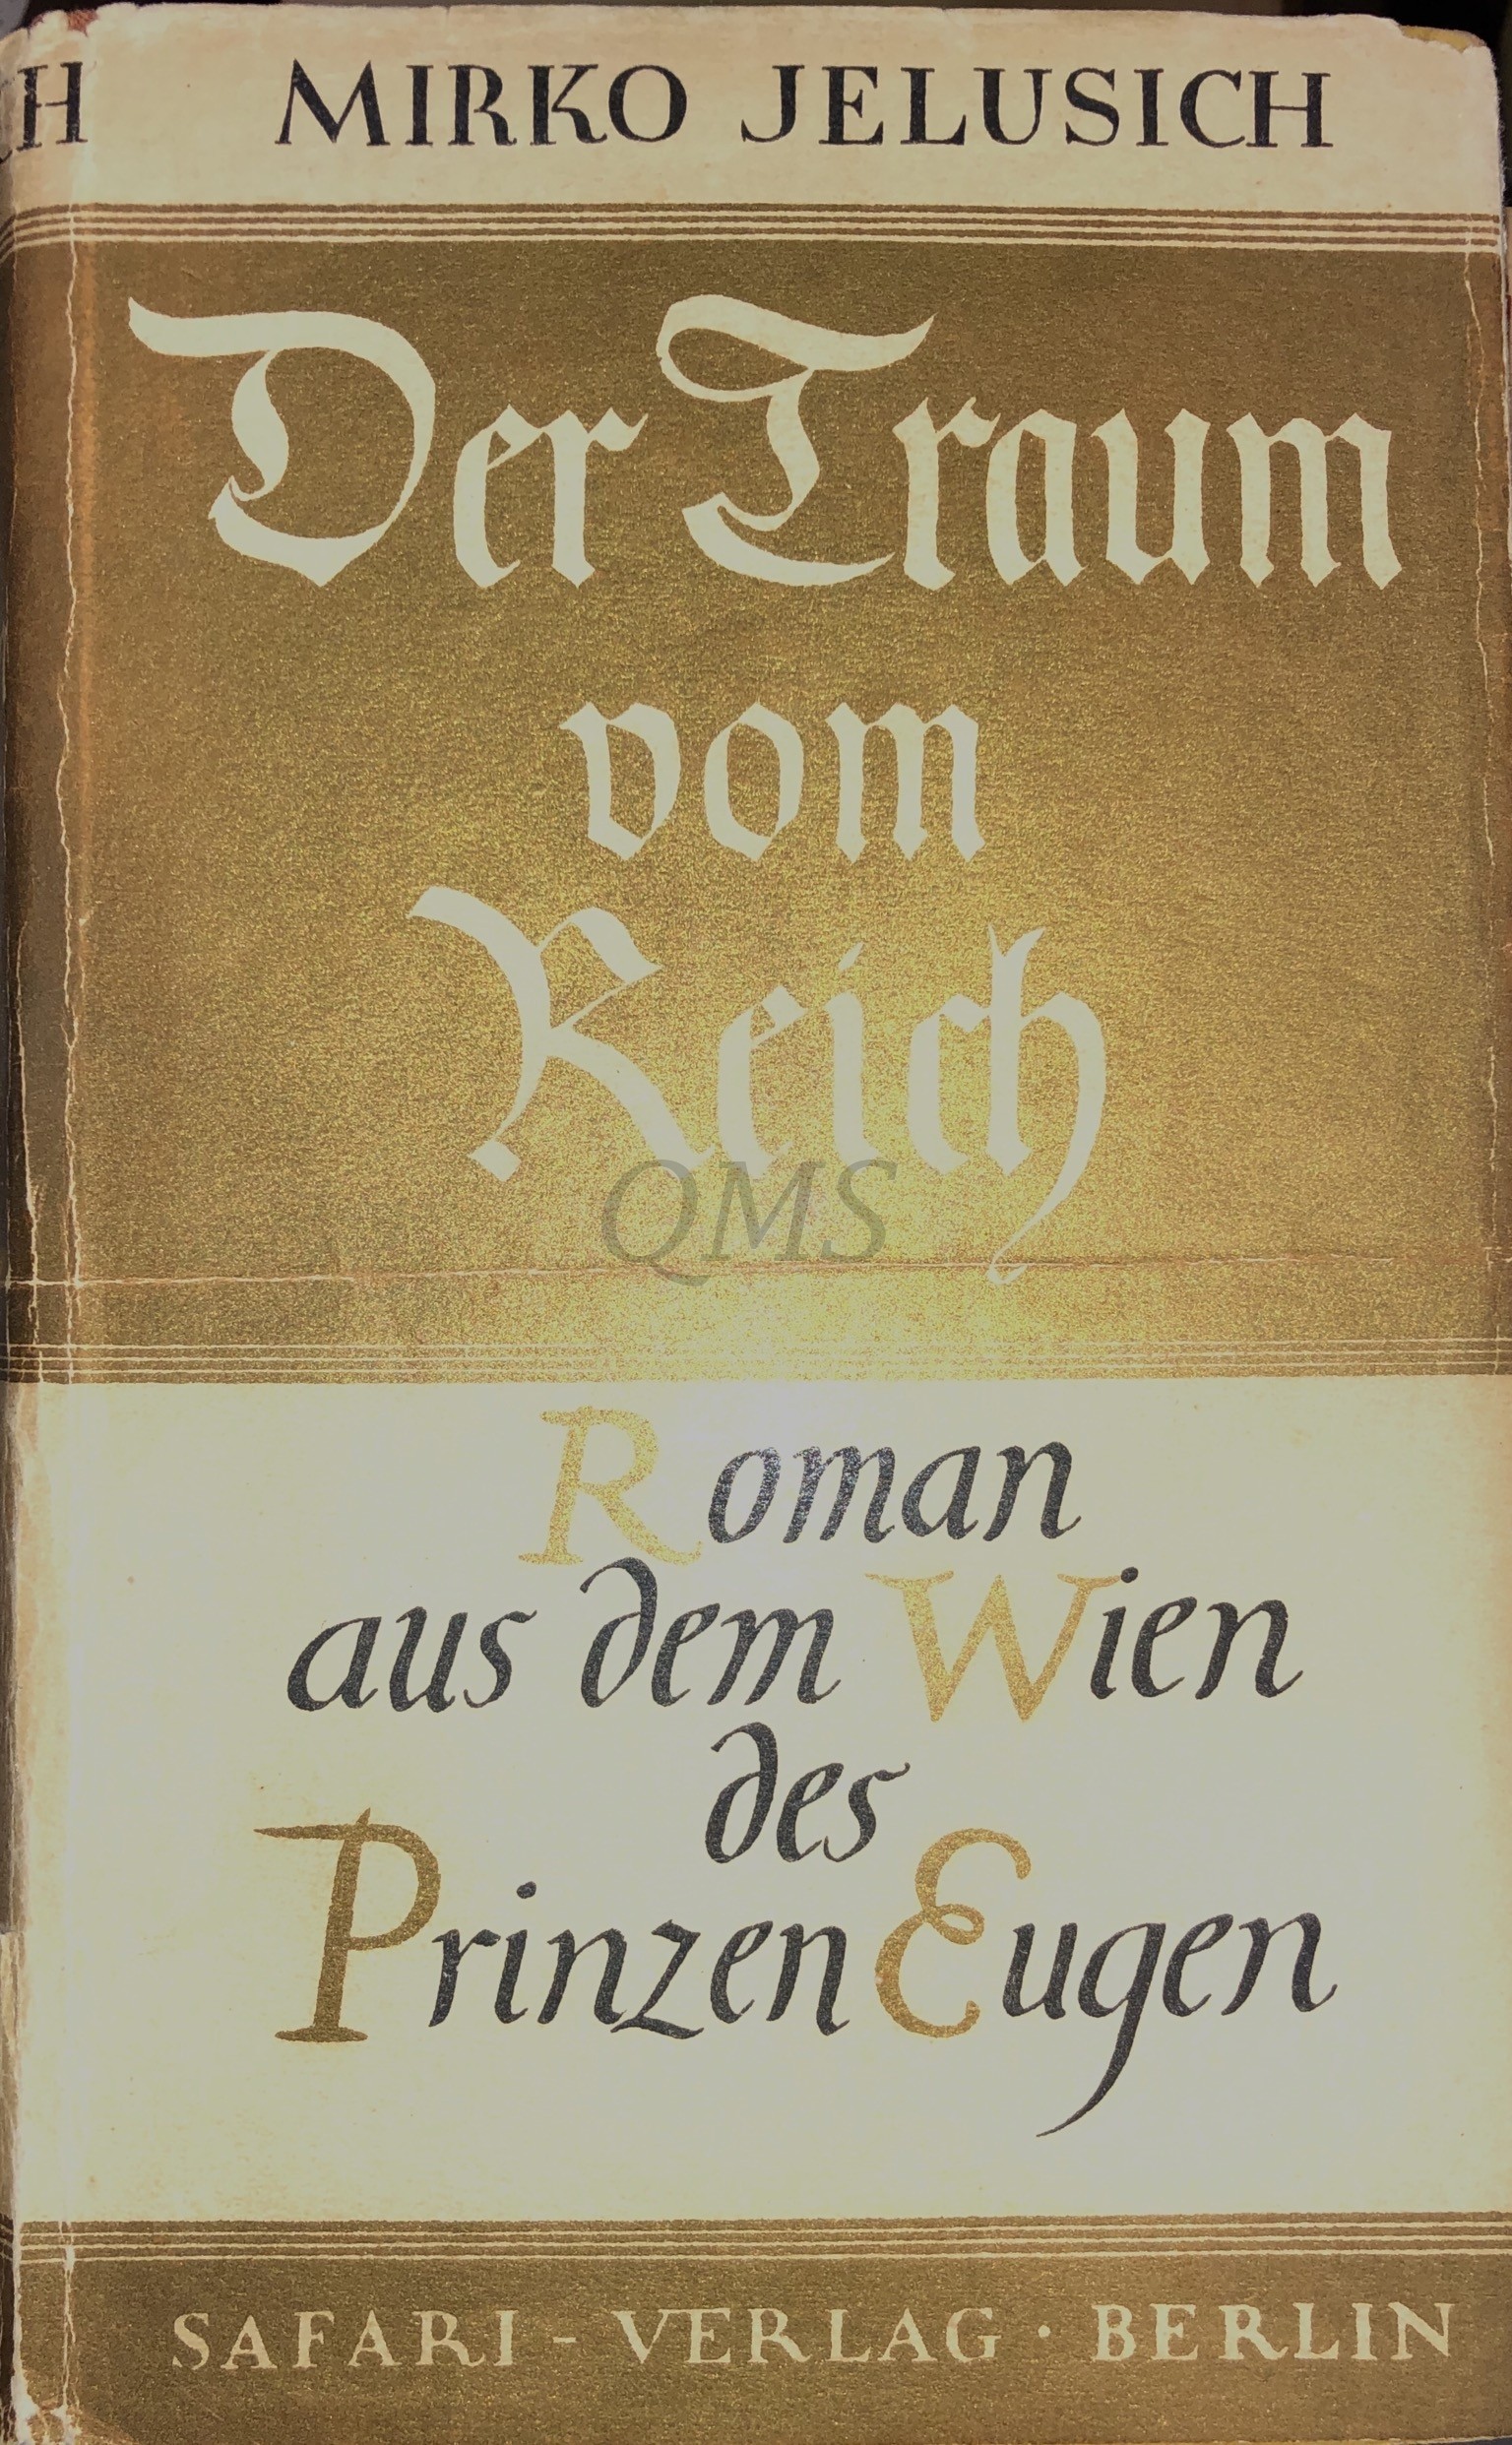 H MIRKO JELUSICH
Der Traum
vom
Reich
QMS
Roman
aus dem Wien
des
Prinzen Eugen
SAFARI - VERLAG · BERLIN